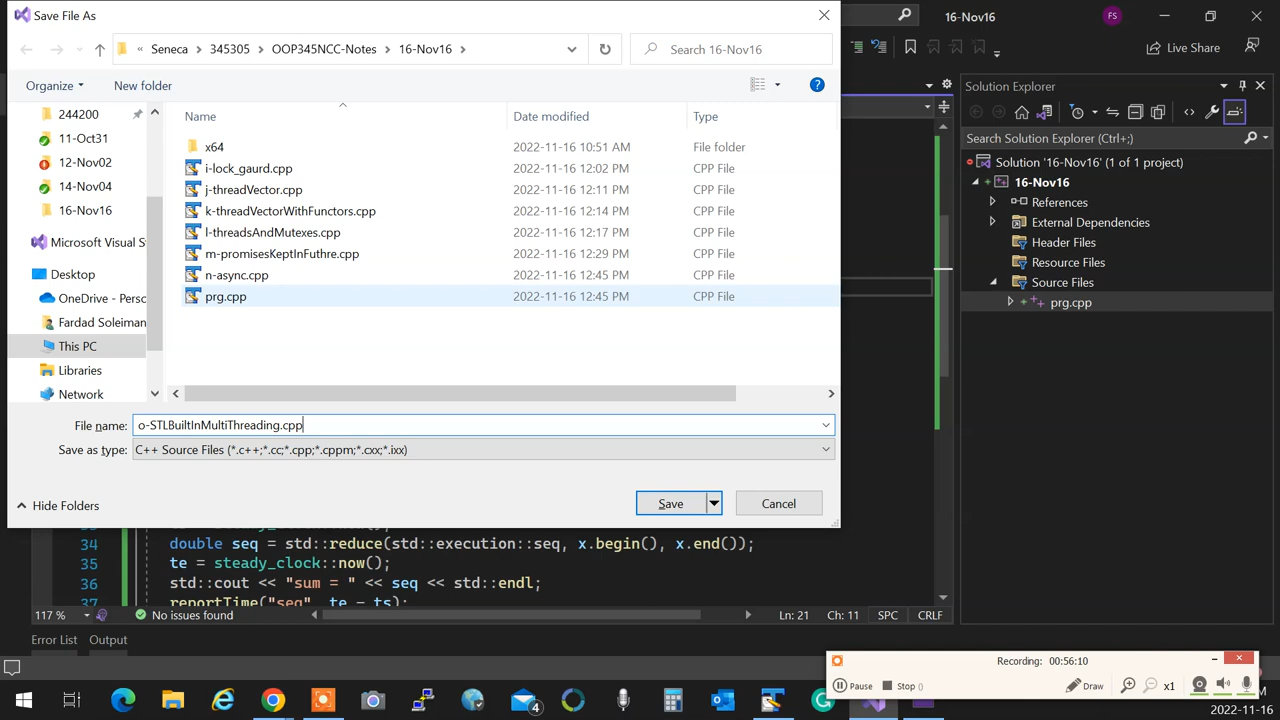 Save File As
16-Nov16
FS
« Seneca > 345305 > OOP345NCC-Notes > 16-Nov16 >
Search 16-Nov16
Live Share
Organize
New folder
Solution Explorer
244200
11-Oct31
12-Nov02
14-Nov04
16-Nov16
Microsoft Visual S
Desktop
OneDrive - Perso
Fardad Soleiman
This PC
Libraries
Network
Name Date modified Type
x64 2022-11-16 10:51 AM File folder
i-lock_gaurd.cpp 2022-11-16 12:02 PM CPP File
j-threadVector.cpp 2022-11-16 12:11 PM CPP File
k-threadVectorWithFunctors.cpp 2022-11-16 12:14 PM CPP File
l-threadsAndMutexes.cpp 2022-11-16 12:17 PM CPP File
m-promisesKeptInFuthre.cpp 2022-11-16 12:29 PM CPP File
n-async.cpp 2022-11-16 12:45 PM CPP File
prg.cpp 2022-11-16 12:45 PM CPP File
Search Solution Explorer (Ctrl+;)
Solution '16-Nov16' (1 of 1 project)
16-Nov16
References
External Dependencies
Header Files
Resource Files
Source Files
prg.cpp
File name: o-STLBuiltInMultiThreading.cpp
Save as type: C++ Source Files (*.c++;*.cc;*.cpp;*.cppm;*.cxx;*.ixx)
Hide Folders
Save
Cancel
34 double seq = std::reduce(std::execution::seq, x.begin(), x.end());
35 te = steady_clock::now();
36 std::cout << "sum = " << seq << std::endl;
37 reportTime("seq", te - ts);
117 % No issues found Ln: 21 Ch: 11 SPC CRLF
Error List Output
Recording: 00:56:10
Pause Stop () Draw x1
4
2022-11-16